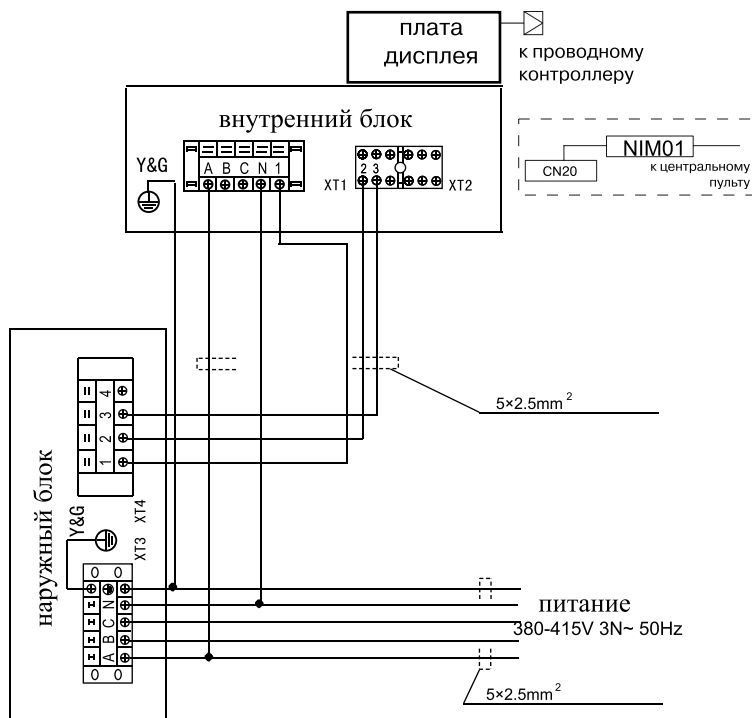 плата
дисплея
к проводному
контроллеру
внутренний блок
Y&G
A B C N 1
XT1
2 3
XT2
NIM01
CN20
к центральному
пульту
5×2.5mm²
наружный блок
4
3
2
1
XT4
Y&G
XT3
N
C
B
A
питание
380-415V 3N~ 50Hz
5×2.5mm²